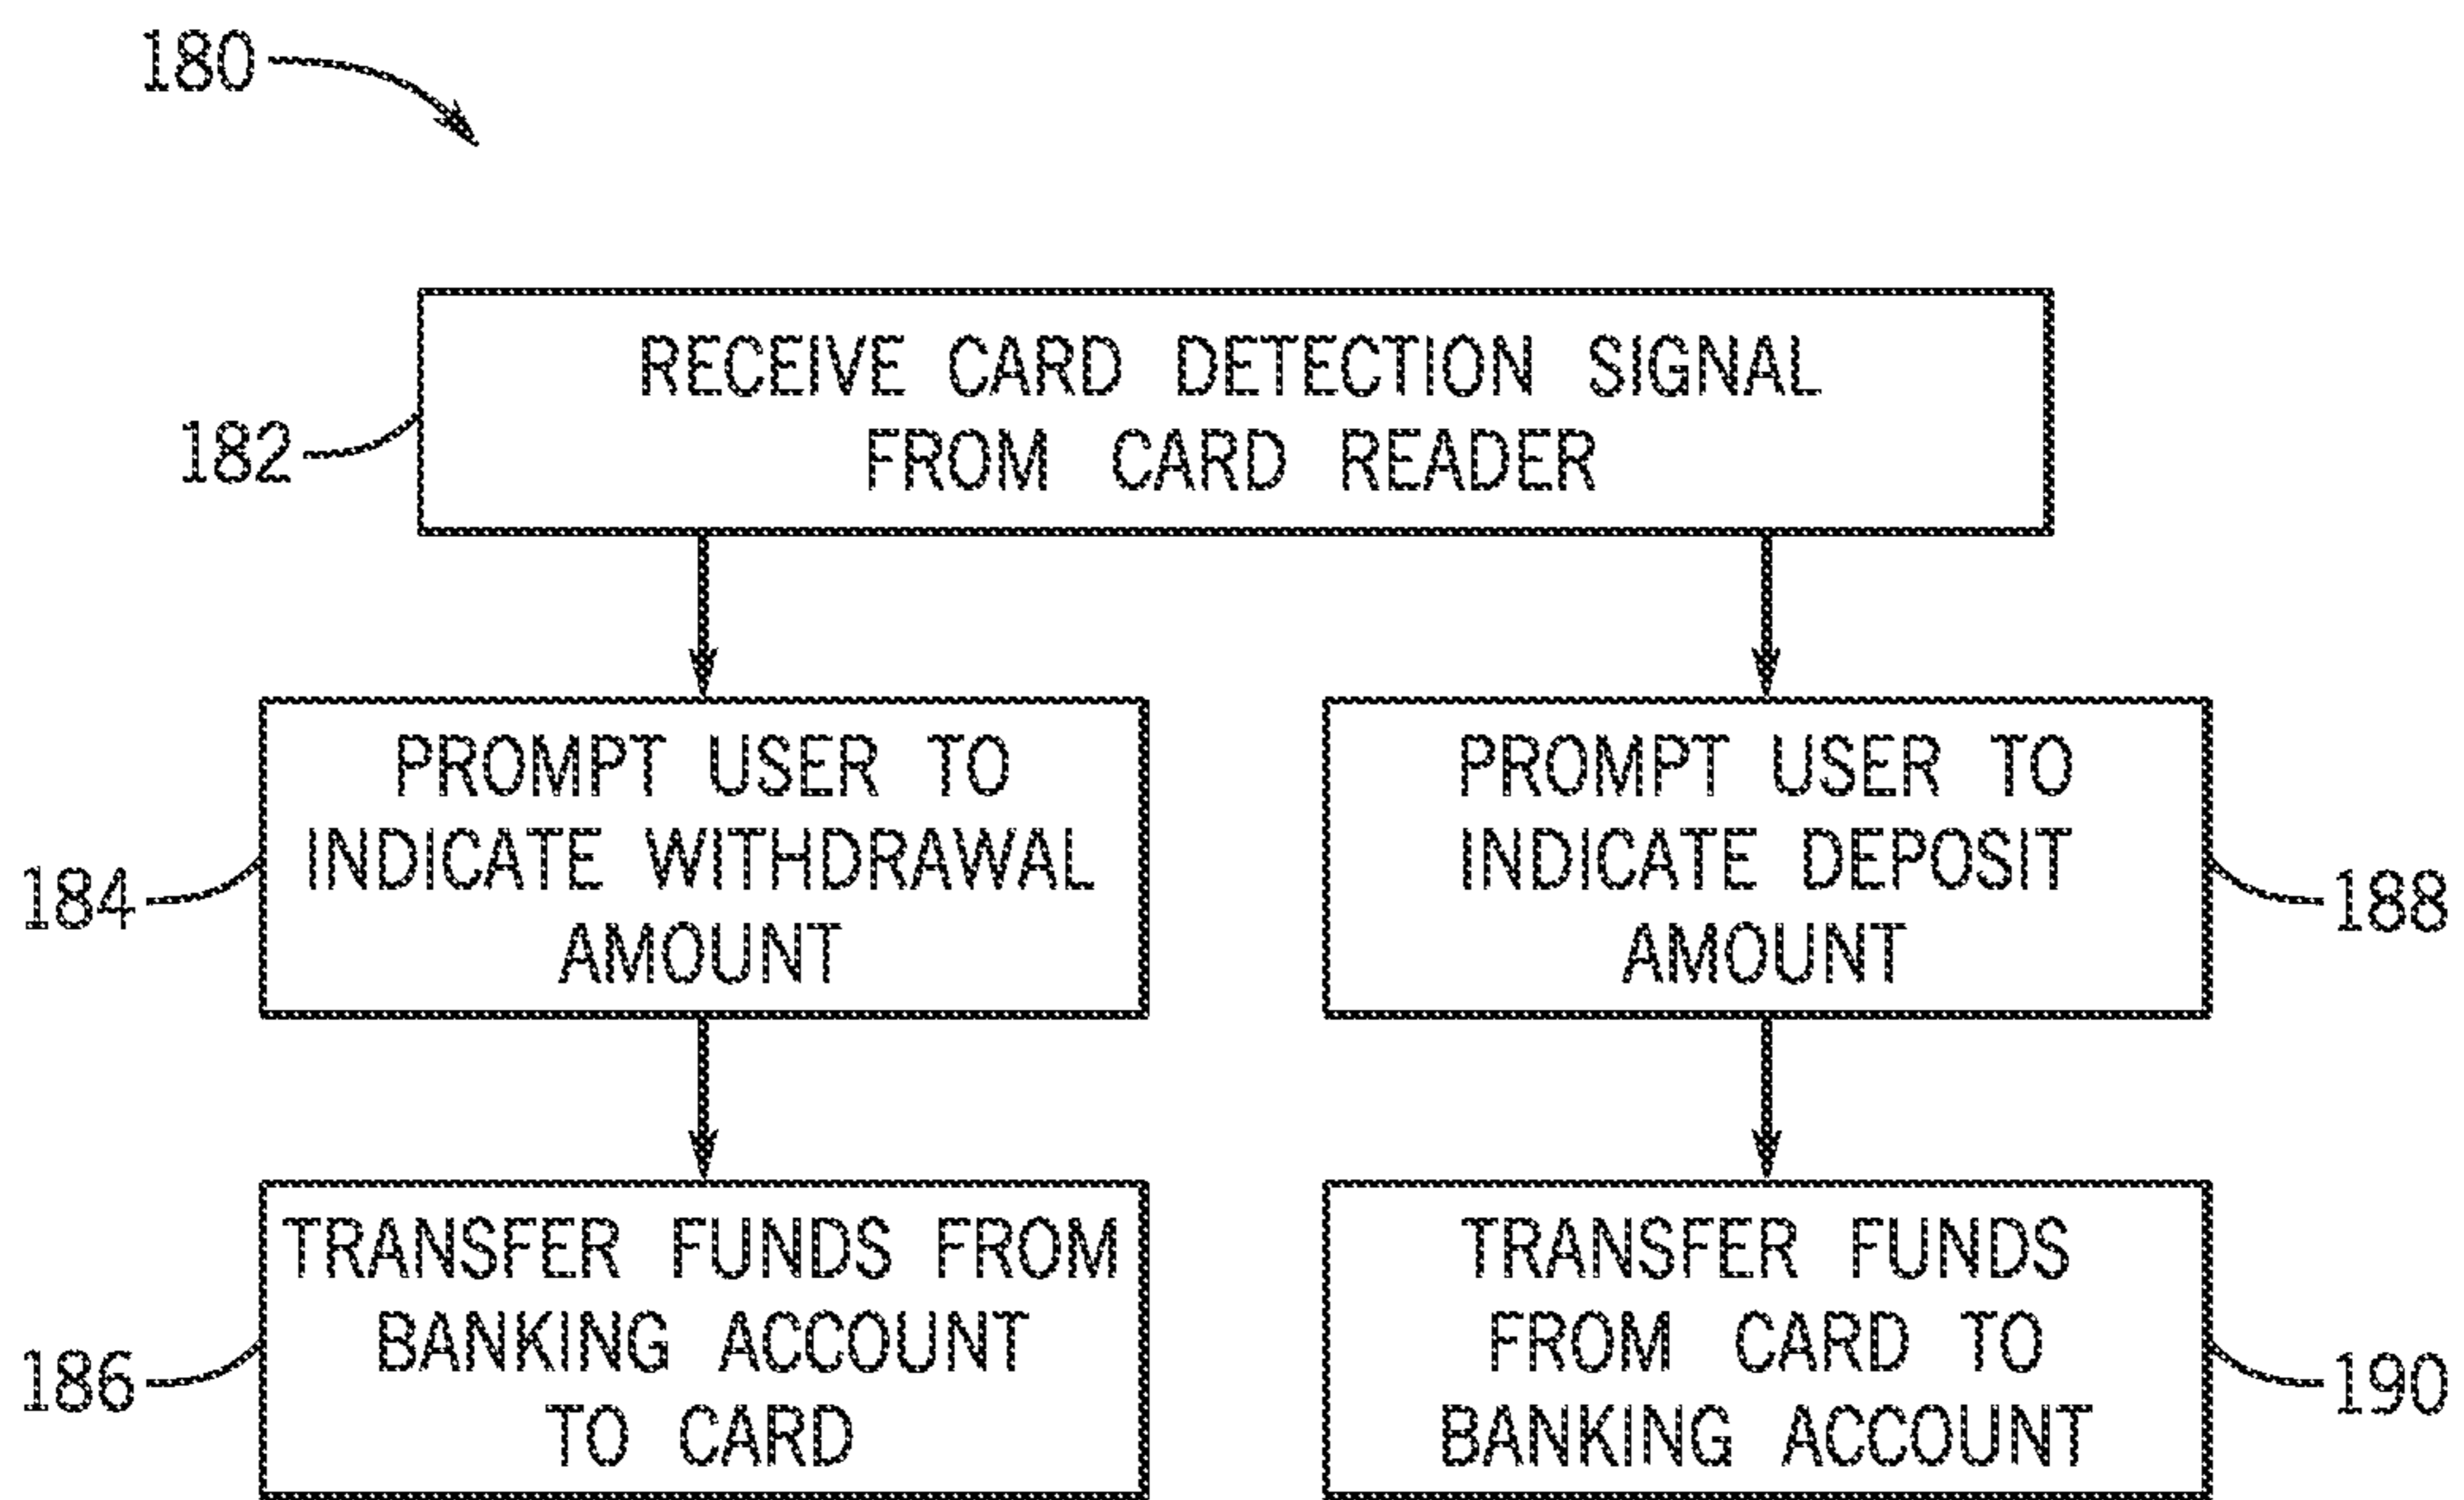 180
RECEIVE CARD DETECTION SIGNAL
FROM CARD READER
182
PROMPT USER TO
INDICATE WITHDRAWAL
AMOUNT
184
PROMPT USER TO
INDICATE DEPOSIT
AMOUNT
188
TRANSFER FUNDS FROM
BANKING ACCOUNT
TO CARD
186
TRANSFER FUNDS
FROM CARD TO
BANKING ACCOUNT
190